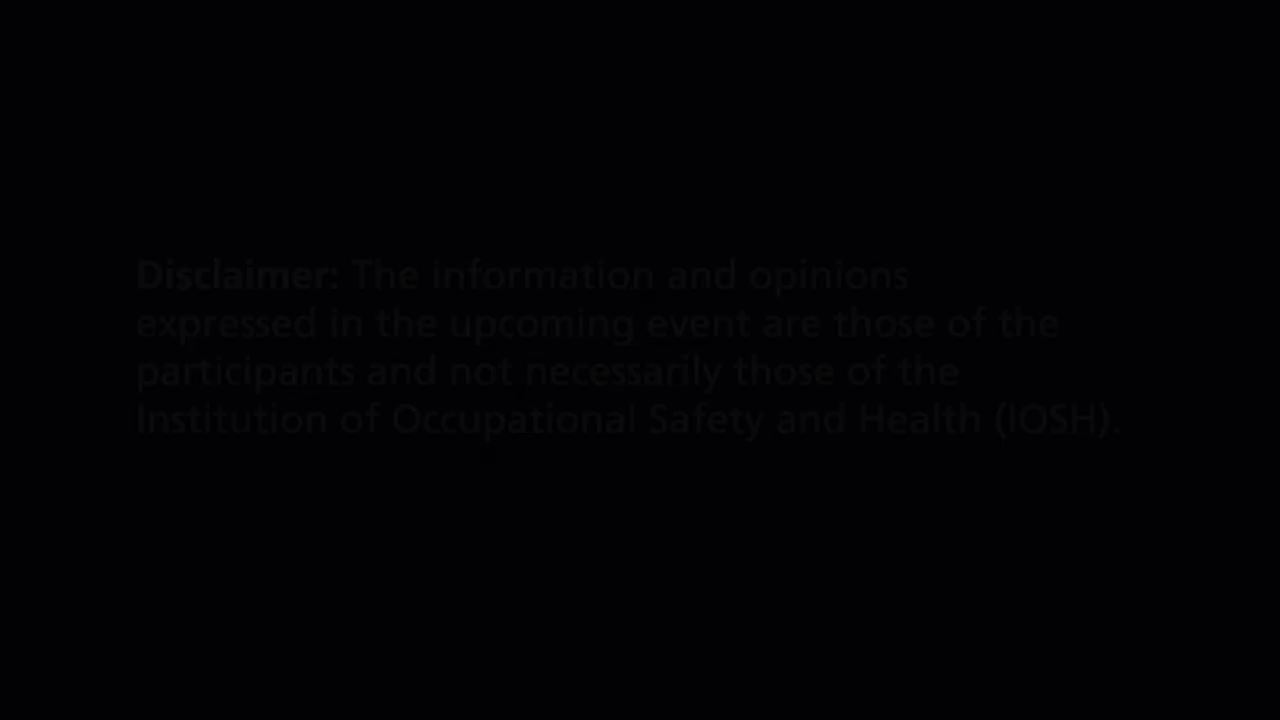 Disclaimer: The information and opinions
expressed in the upcoming event are those of the
participants and not necessarily those of the
Institution of Occupational Safety and Health (IOSH).